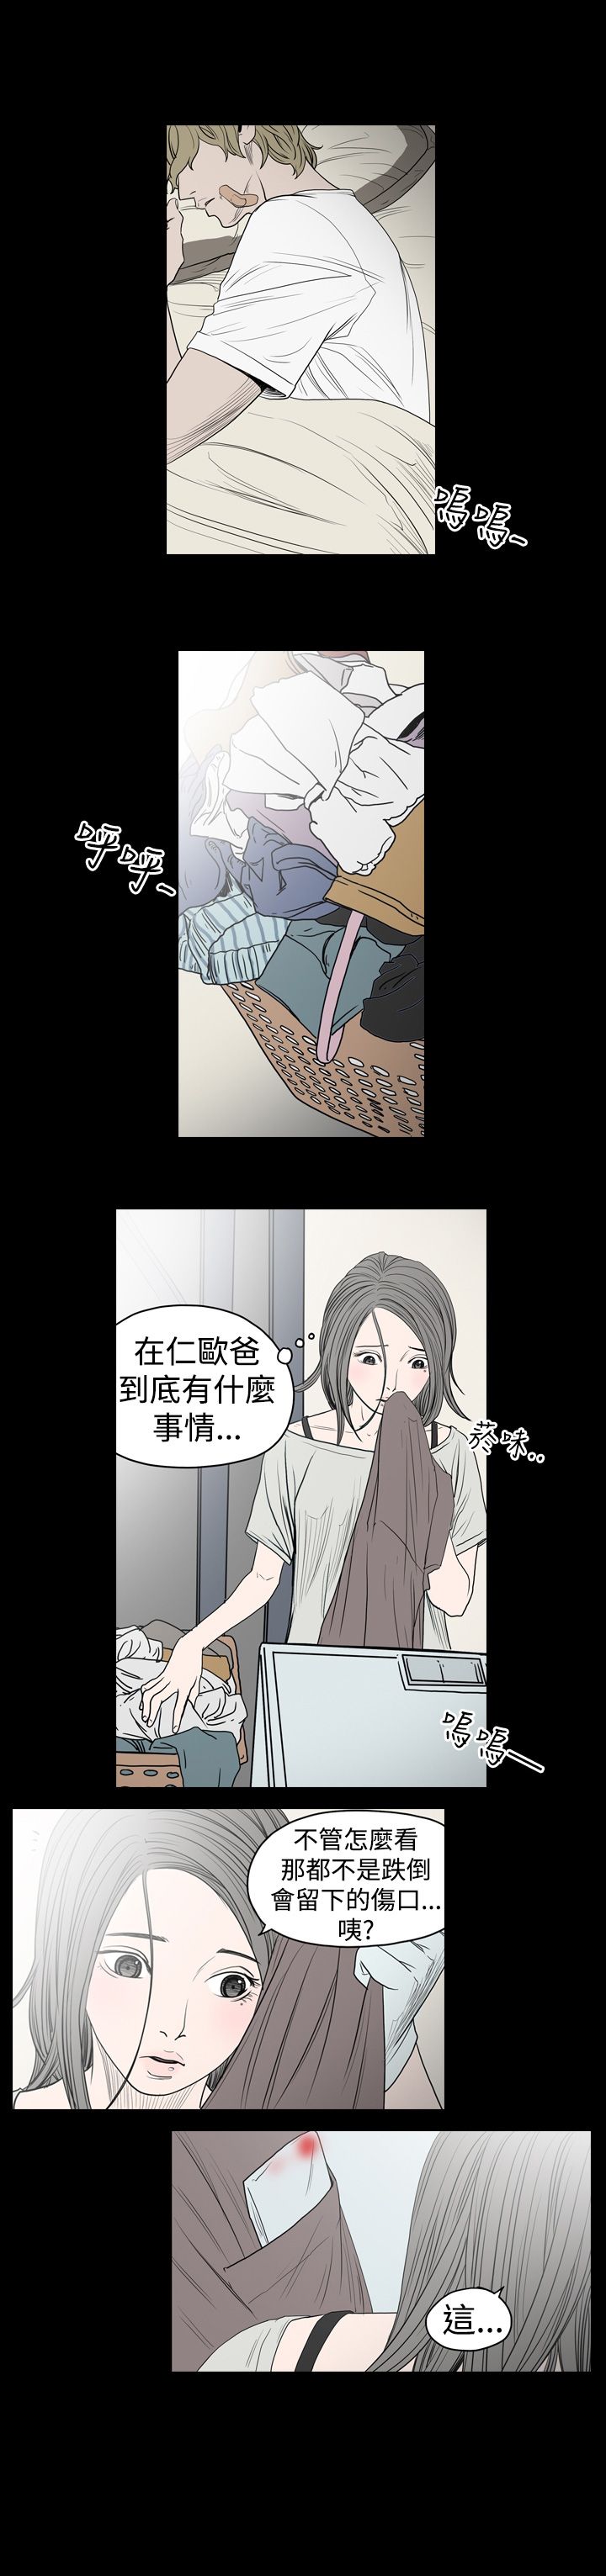 嗚嗚~
呼呼~
在仁歐爸
到底有什麼
事情...
菸味..
嗚嗚—
不管怎麼看
那都不是跌倒
會留下的傷口...
咦?
這...